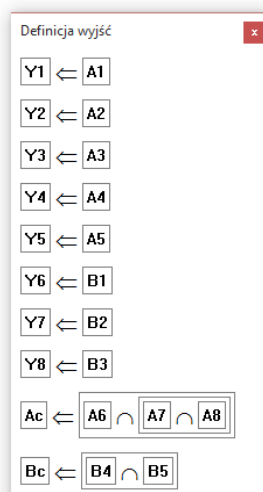 Definicja wyjść x
Y1 ⇐ A1
Y2 ⇐ A2
Y3 ⇐ A3
Y4 ⇐ A4
Y5 ⇐ A5
Y6 ⇐ B1
Y7 ⇐ B2
Y8 ⇐ B3
Ac ⇐ A6 ∩ A7 ∩ A8
Bc ⇐ B4 ∩ B5